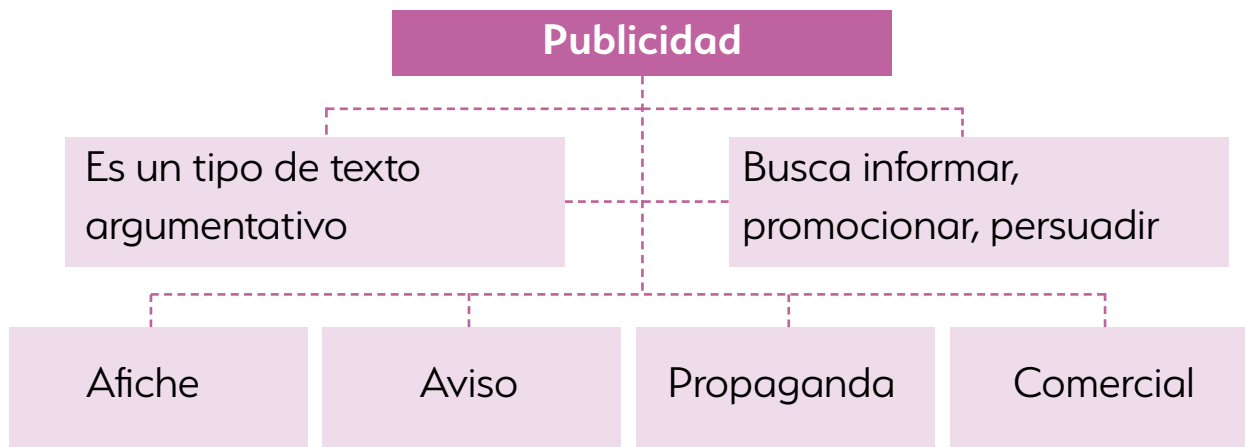 Publicidad
Es un tipo de texto
argumentativo
Busca informar,
promocionar, persuadir
Afiche
Aviso
Propaganda
Comercial